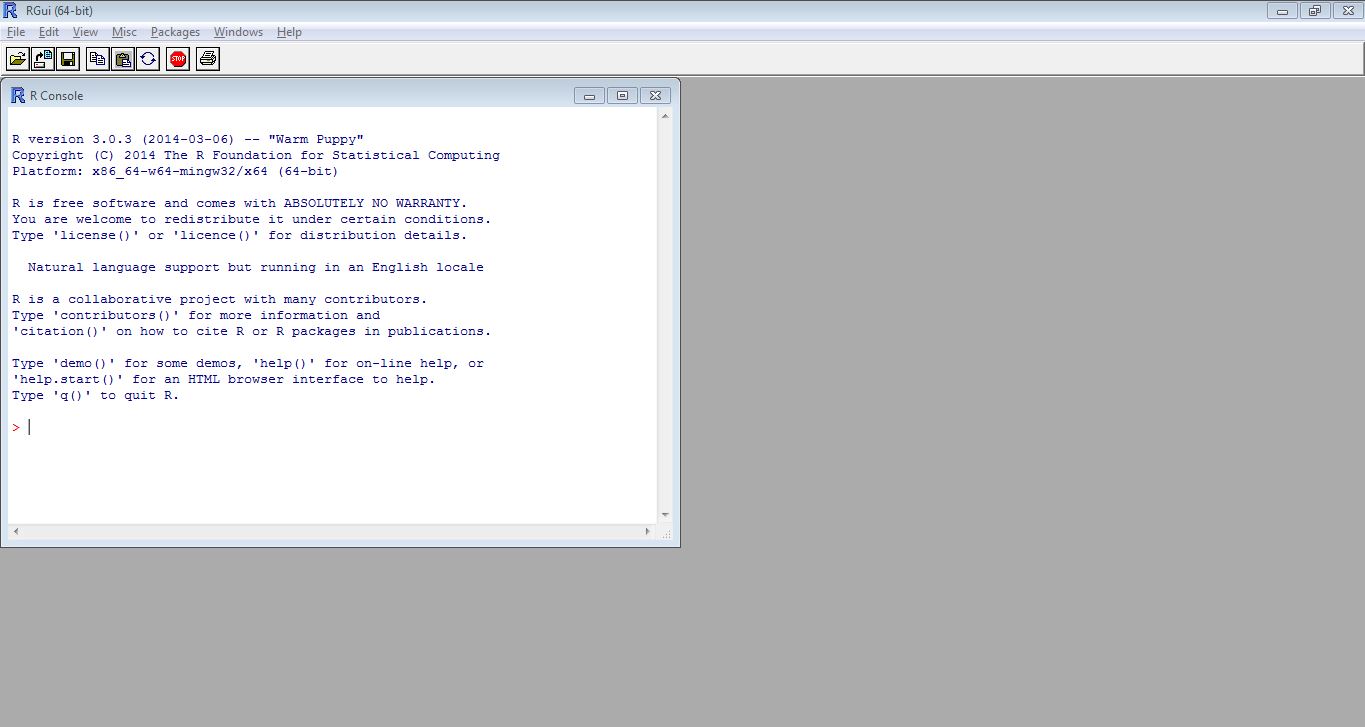 RGui (64-bit)
File Edit View Misc Packages Windows Help
STOP
R Console
R version 3.0.3 (2014-03-06) -- "Warm Puppy"
Copyright (C) 2014 The R Foundation for Statistical Computing
Platform: x86_64-w64-mingw32/x64 (64-bit)
R is free software and comes with ABSOLUTELY NO WARRANTY.
You are welcome to redistribute it under certain conditions.
Type 'license()' or 'licence()' for distribution details.
Natural language support but running in an English locale
R is a collaborative project with many contributors.
Type 'contributors()' for more information and
'citation()' on how to cite R or R packages in publications.
Type 'demo()' for some demos, 'help()' for on-line help, or
'help.start()' for an HTML browser interface to help.
Type 'q()' to quit R.
>